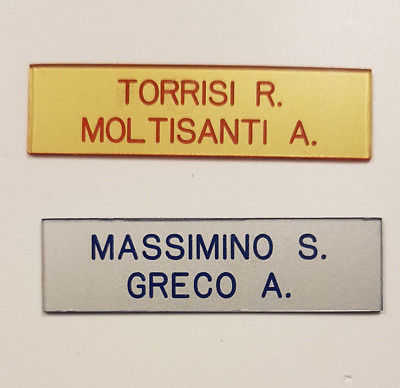 TORRISI R.
MOLTISANTI A.
MASSIMINO S.
GRECO A.